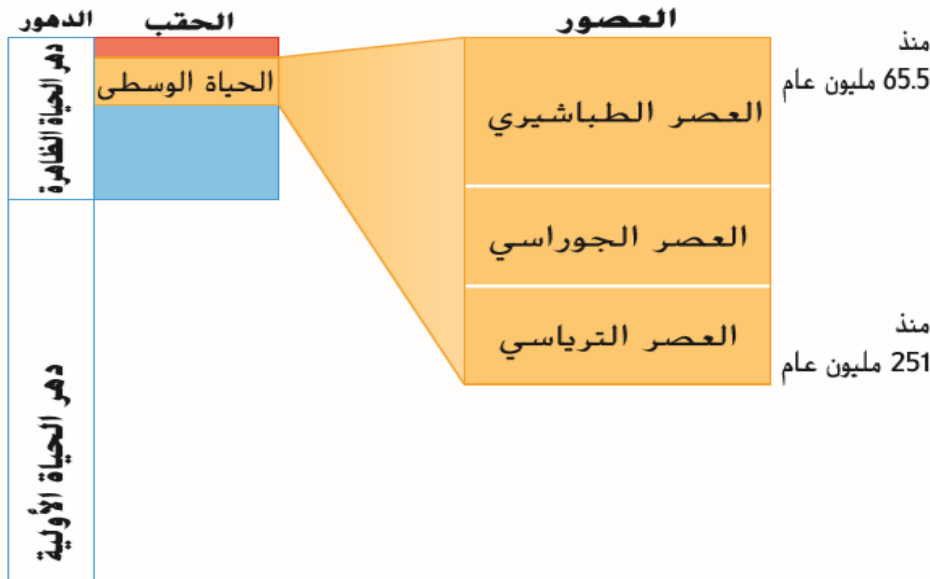 العصور
الحقب
الدهور
منذ
65.5 مليون عام
العصر الطباشيري
العصر الجوراسي
العصر الترياسي
منذ
251 مليون عام
الحياة الوسطى
دهر الحياة الظاهرة
دهر الحياة الأولية